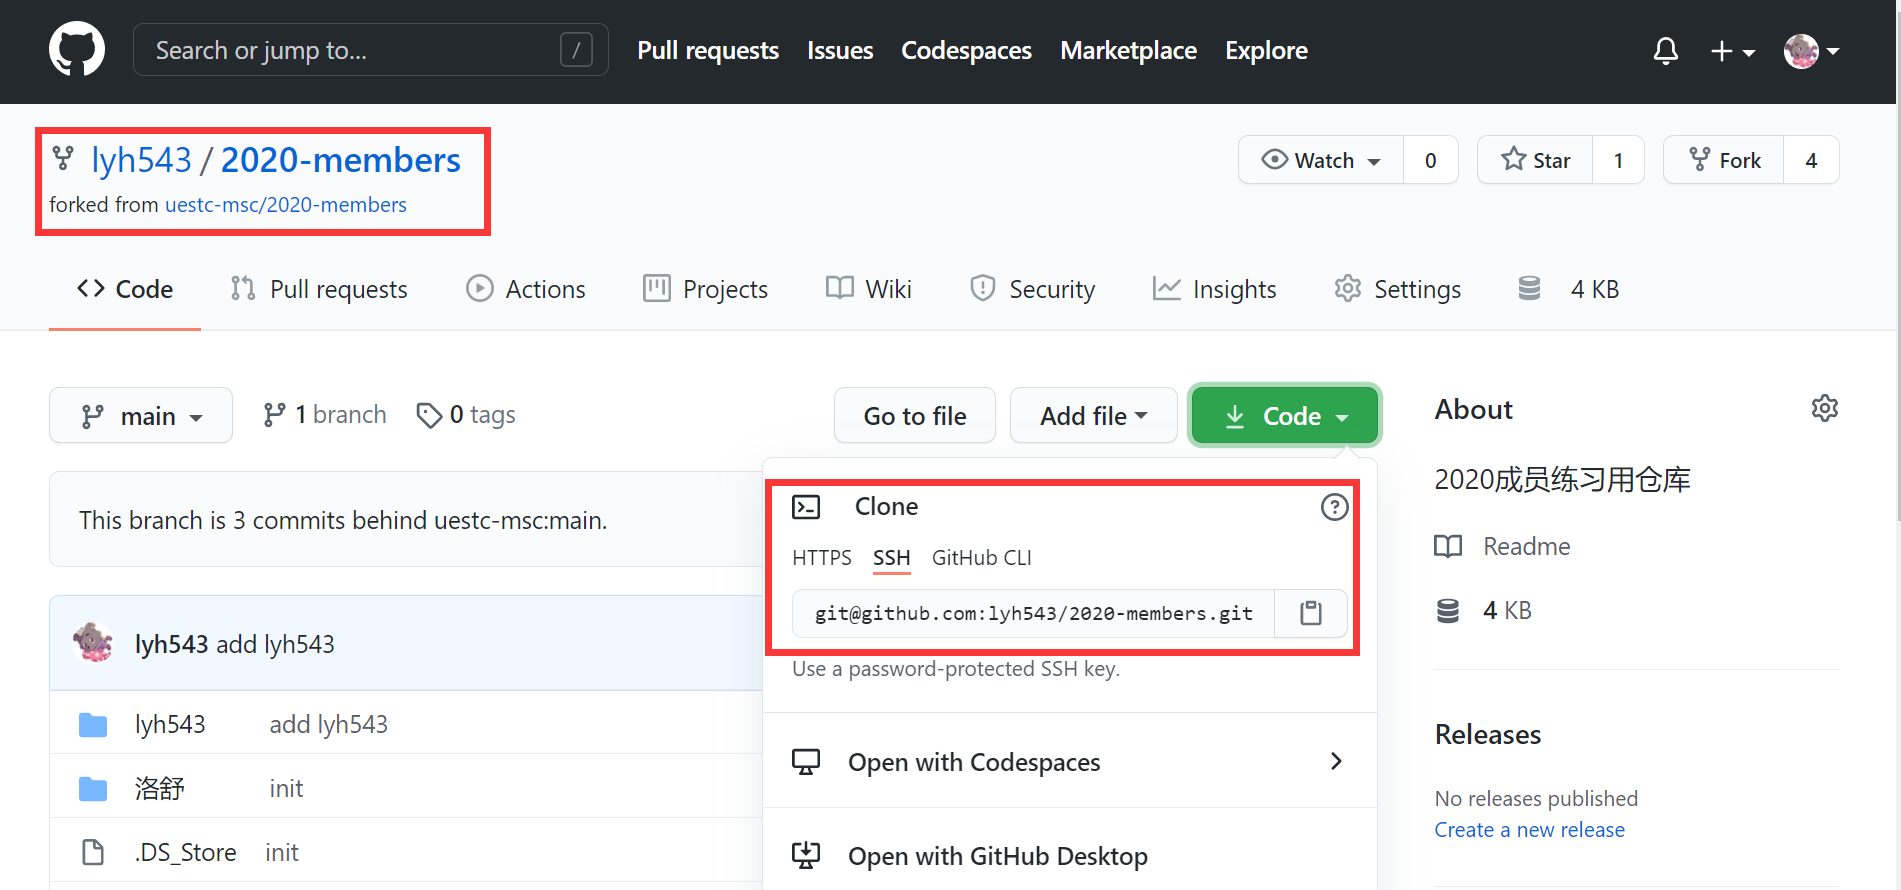 Search or jump to... / Pull requests Issues Codespaces Marketplace Explore
lyh543 / 2020-members
forked from uestc-msc/2020-members
Watch 0 Star 1 Fork 4
Code Pull requests Actions Projects Wiki Security Insights Settings 4 KB
main 1 branch 0 tags Go to file Add file Code
This branch is 3 commits behind uestc-msc:main.
lyh543 add lyh543
lyh543 add lyh543
洛舒 init
.DS_Store init
Clone
HTTPS SSH GitHub CLI
git@github.com:lyh543/2020-members.git
Use a password-protected SSH key.
Open with Codespaces
Open with GitHub Desktop
About
2020成员练习用仓库
Readme
4 KB
Releases
No releases published
Create a new release